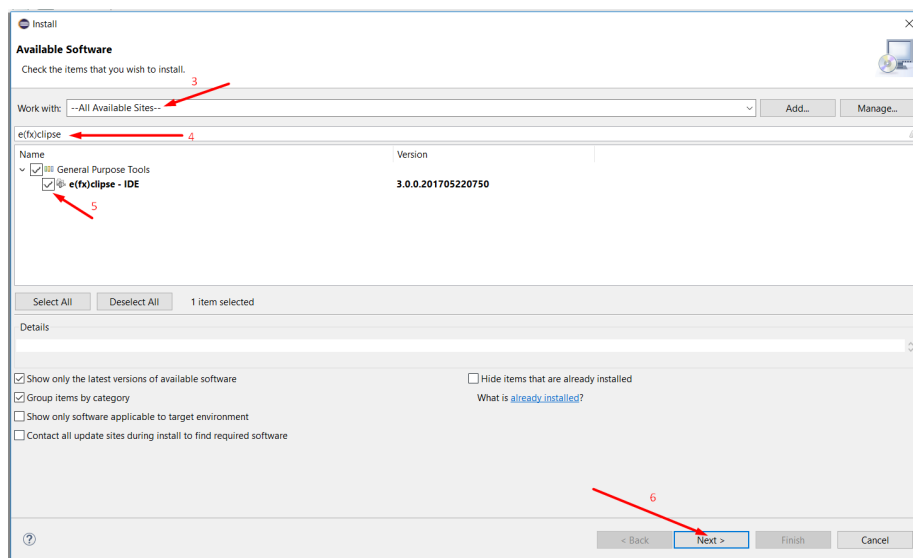 Install
Available Software
Check the items that you wish to install.
3
Work with: --All Available Sites-- Add... Manage...
e(fx)clipse 4
Name Version
General Purpose Tools
e(fx)clipse - IDE 3.0.0.201705220750
5
Select All Deselect All 1 item selected
Details
Show only the latest versions of available software Hide items that are already installed
Group items by category What is already installed?
Show only software applicable to target environment
Contact all update sites during install to find required software
6
? < Back Next > Finish Cancel